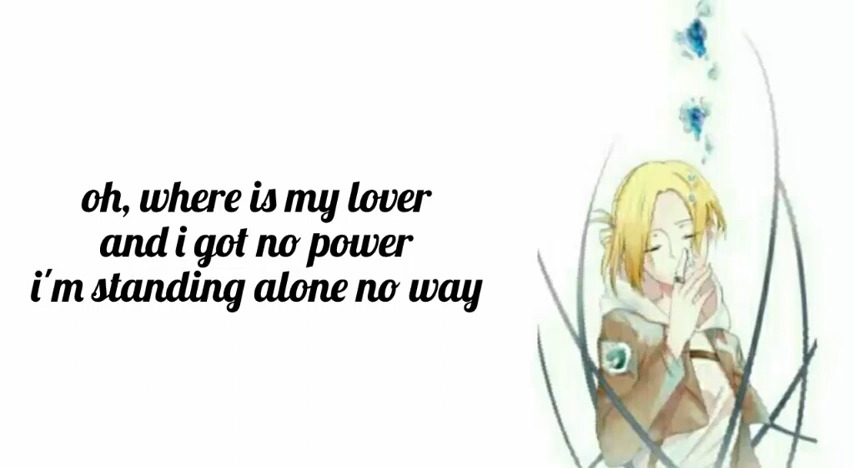 oh, where is my lover
and i got no power
i'm standing alone no way